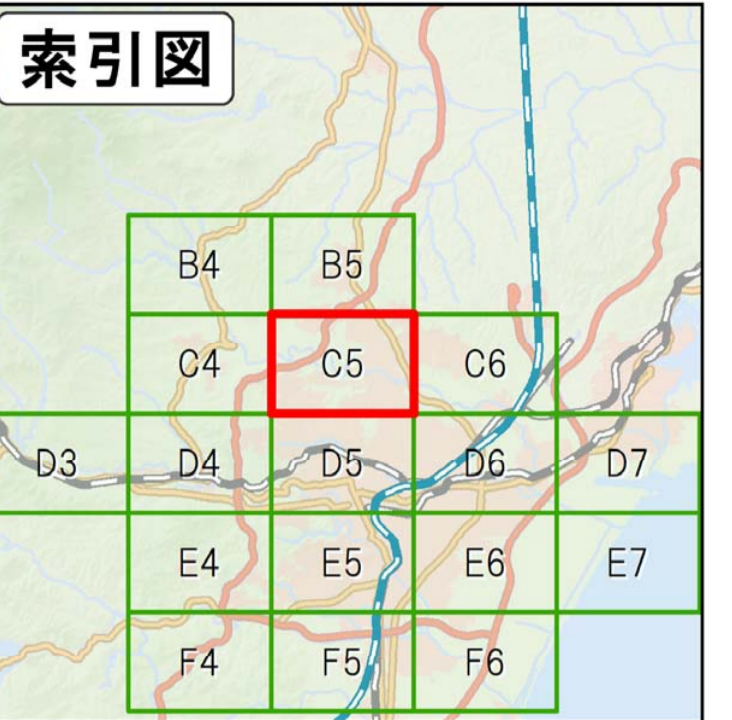 索引図
B4 B5
C4 C5 C6
D3 D4 D5 D6 D7
E4 E5 E6 E7
F4 F5 F6